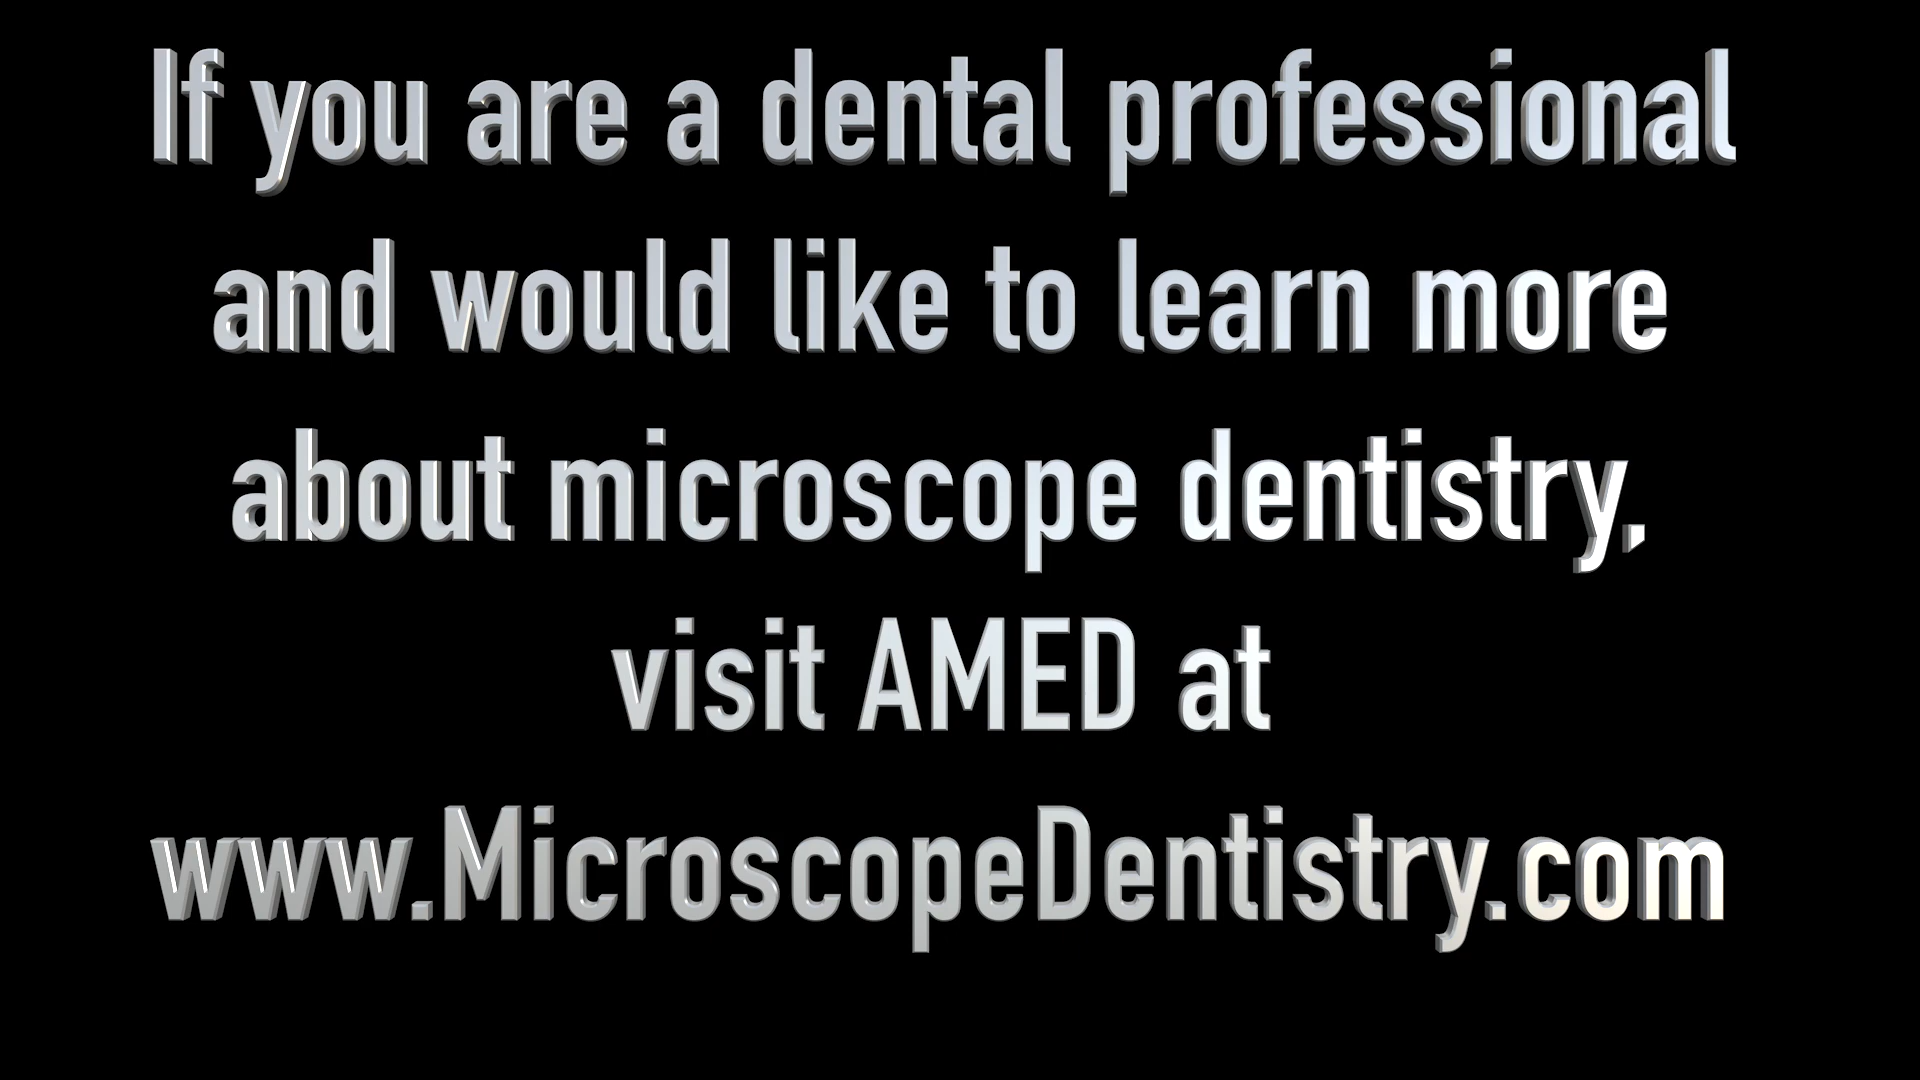 If you are a dental professional
and would like to learn more
about microscope dentistry,
visit AMED at
www.MicroscopeDentistry.com